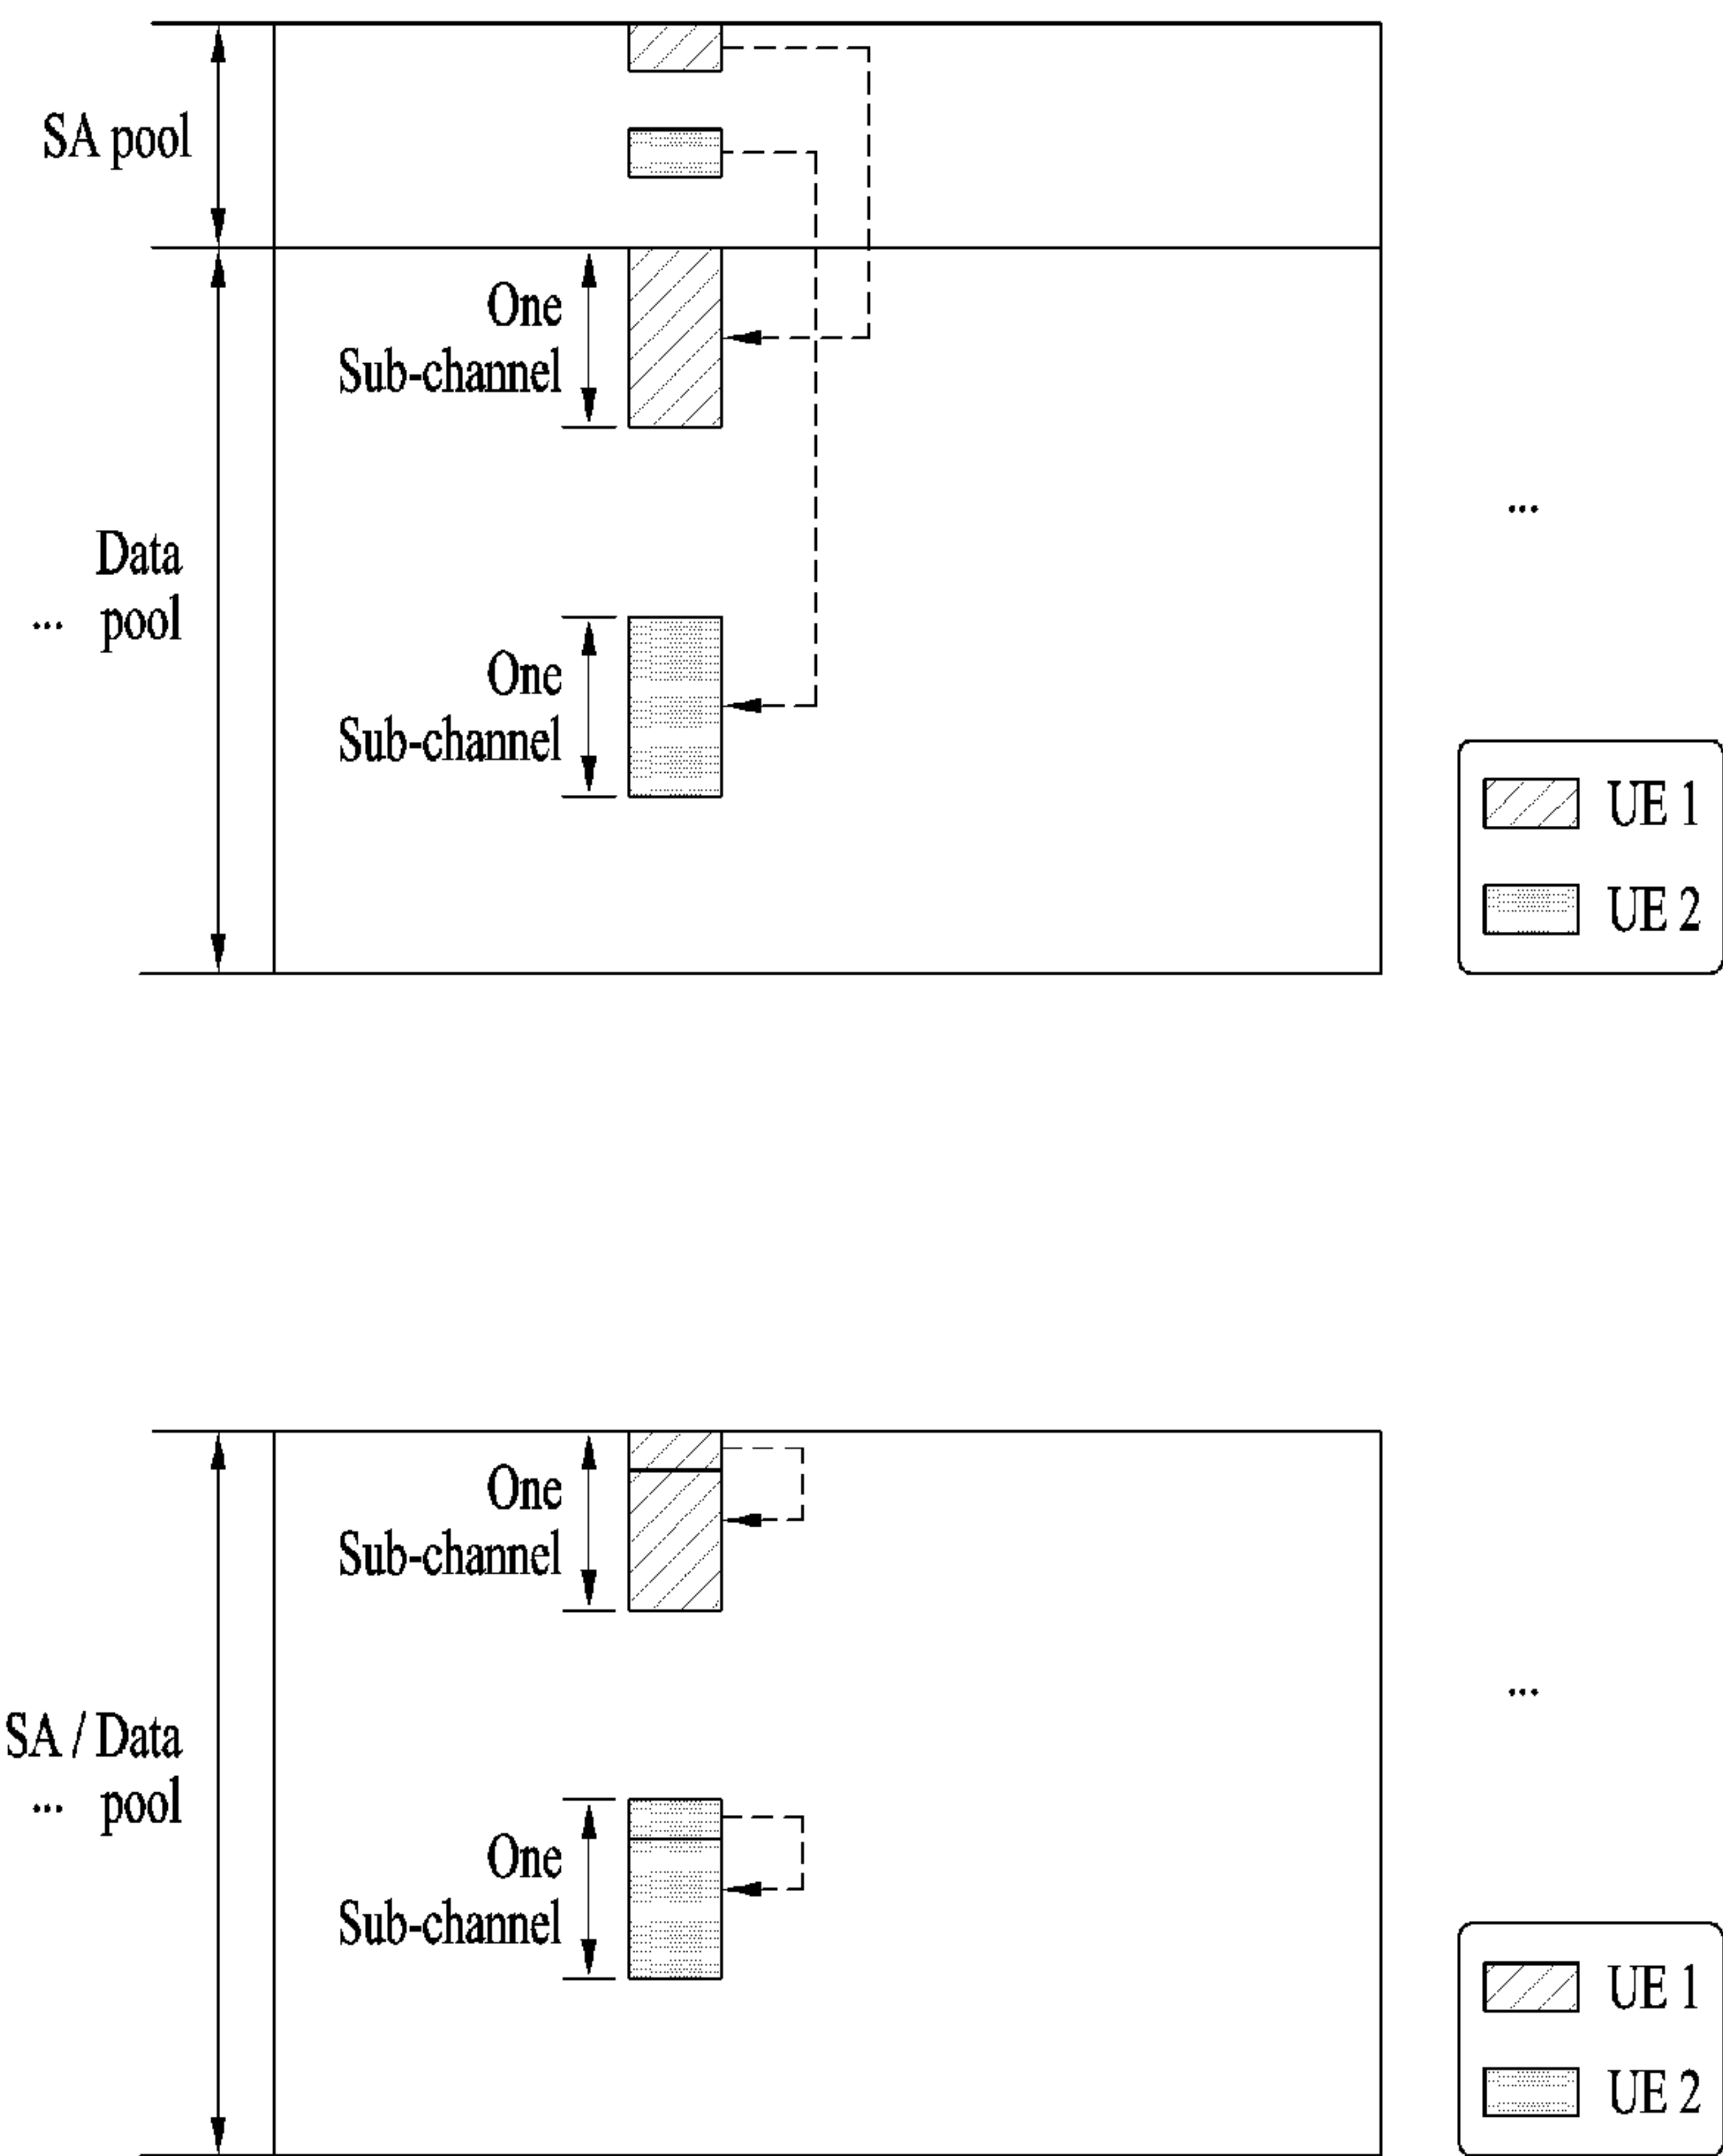 SA pool
One
Sub-channel
...
Data
... pool
One
Sub-channel
UE 1
UE 2
One
Sub-channel
...
SA / Data
... pool
One
Sub-channel
UE 1
UE 2